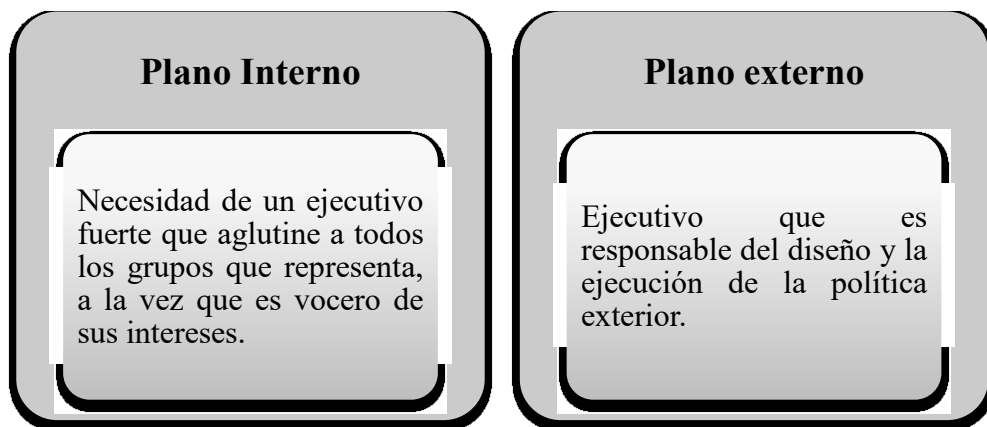 Plano Interno
Necesidad de un ejecutivo
fuerte que aglutine a todos
los grupos que representa,
a la vez que es vocero de
sus intereses.
Plano externo
Ejecutivo que es
responsable del diseño y la
ejecución de la política
exterior.